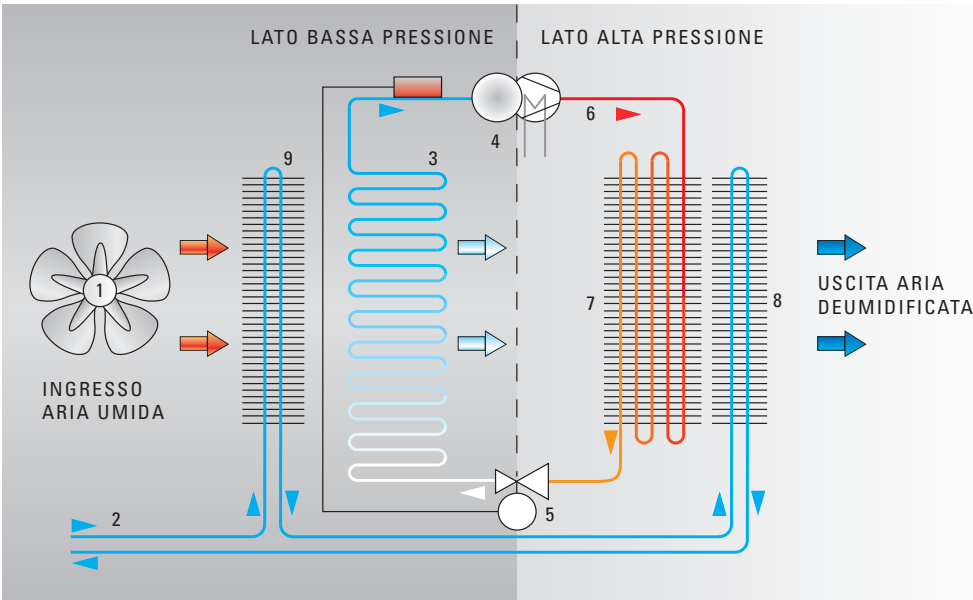 LATO BASSA PRESSIONE
LATO ALTA PRESSIONE
6
4
9
3
1
7
8
USCITA ARIA
DEUMIDIFICATA
INGRESSO
ARIA UMIDA
2
5